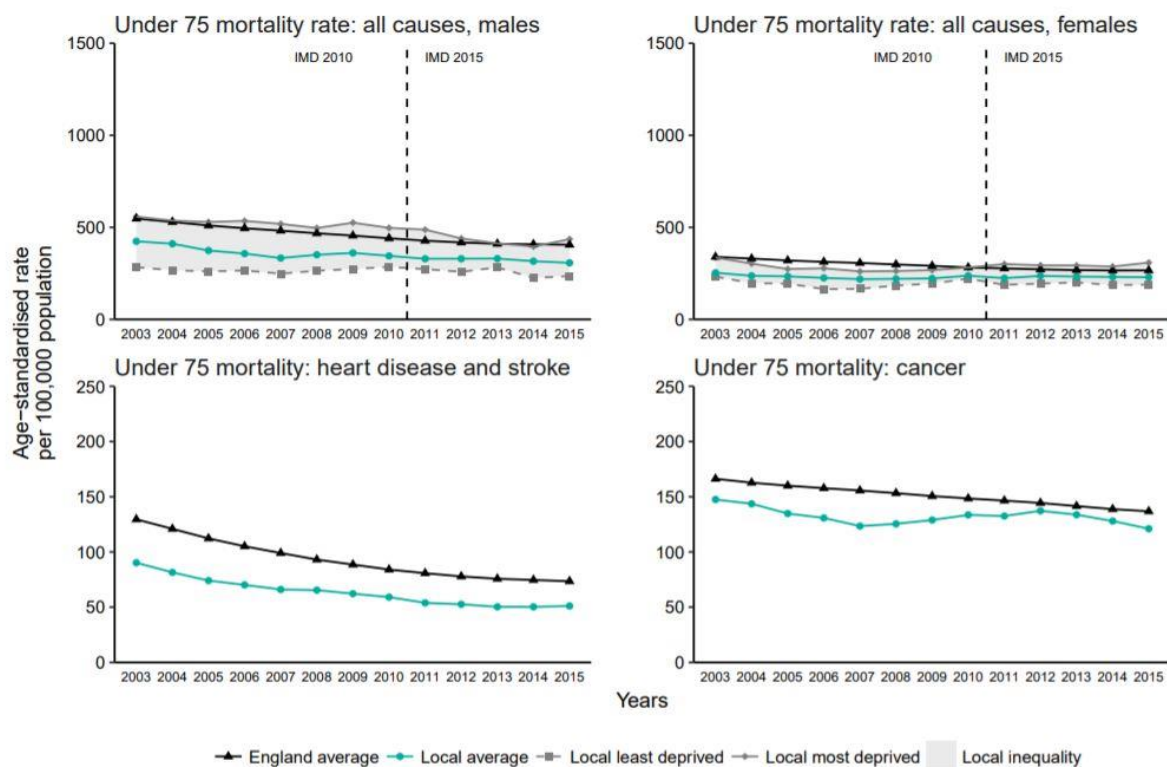 Under 75 mortality rate: all causes, males
1500
1000
500
0
IMD 2010
IMD 2015
2003 2004 2005 2006 2007 2008 2009 2010 2011 2012 2013 2014 2015
Under 75 mortality rate: all causes, females
1500
1000
500
0
IMD 2010
IMD 2015
2003 2004 2005 2006 2007 2008 2009 2010 2011 2012 2013 2014 2015
Age−standardised rate
per 100,000 population
Under 75 mortality: heart disease and stroke
250
200
150
100
50
0
2003 2004 2005 2006 2007 2008 2009 2010 2011 2012 2013 2014 2015
Under 75 mortality: cancer
250
200
150
100
50
0
2003 2004 2005 2006 2007 2008 2009 2010 2011 2012 2013 2014 2015
Years
England average
Local average
Local least deprived
Local most deprived
Local inequality